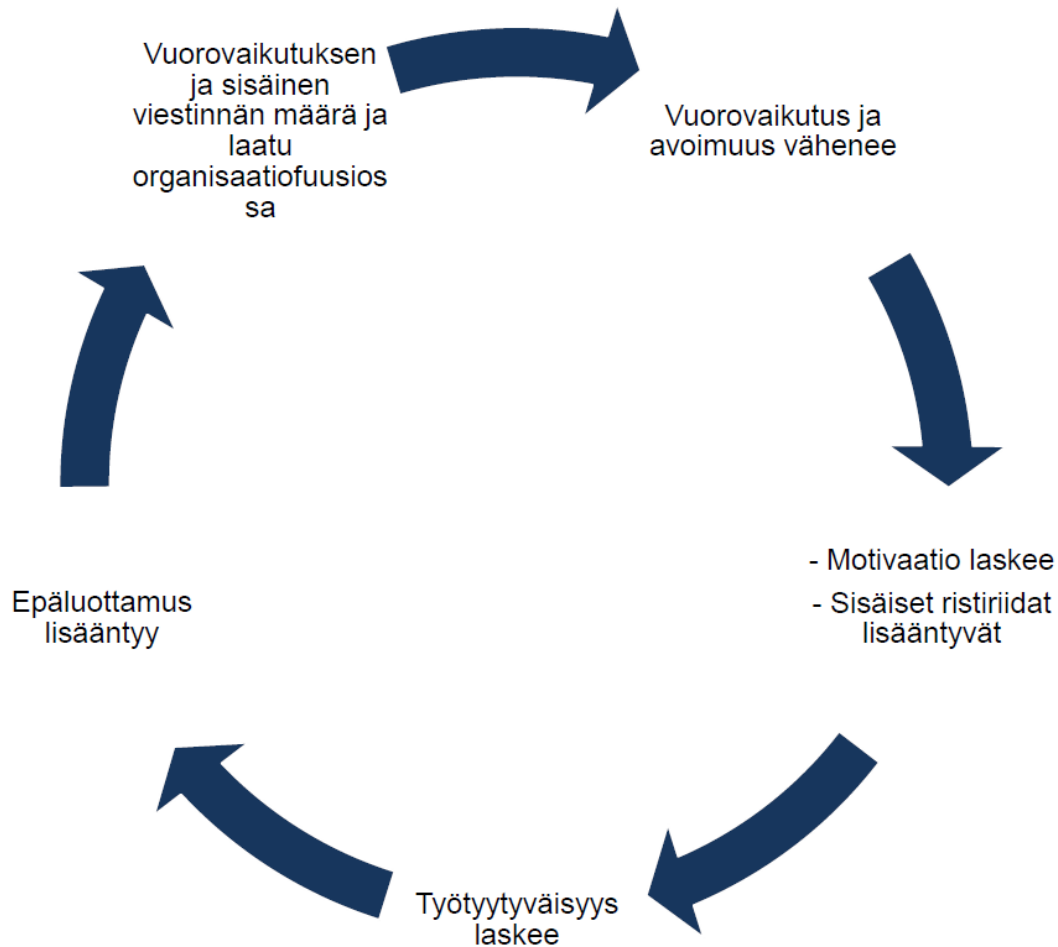 Vuorovaikutuksen
ja sisäinen
viestinnän määrä ja
laatu
organisaatiofuusios
sa
Vuorovaikutus ja
avoimuus vähenee
- Motivaatio laskee
- Sisäiset ristiriidat
lisääntyvät
Työtyytyväisyys
laskee
Epäluottamus
lisääntyy